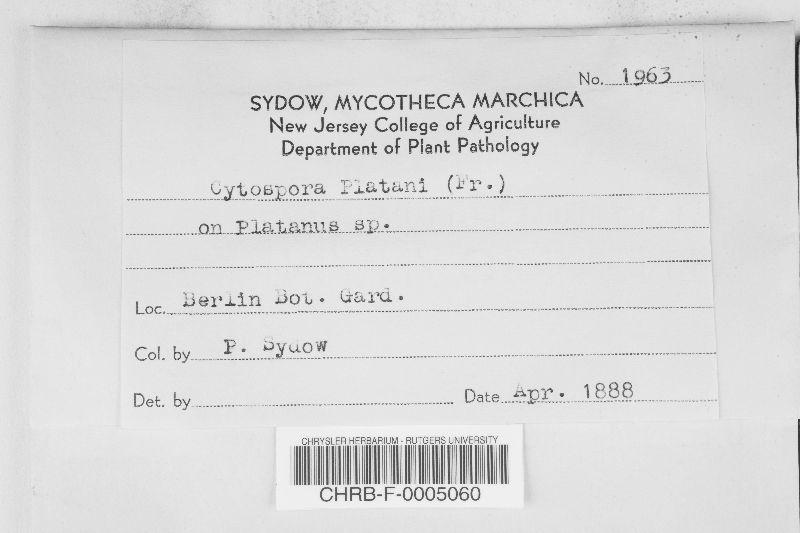 No. 1963
SYDOW, MYCOTHECA MARCHICA
New Jersey College of Agriculture
Department of Plant Pathology
Cytospora Platani (Fr.)
on Platanus sp.
Loc. Berlin Bot. Gard.
Col. by P. Sydow
Det. by Date Apr. 1888
CHRYSLER HERBARIUM - RUTGERS UNIVERSITY
CHRB-F-0005060